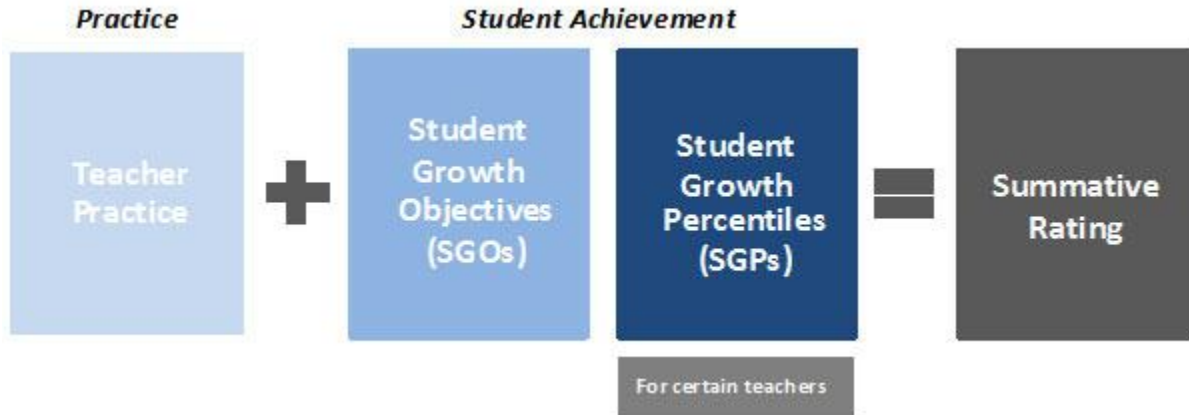 Practice
Student Achievement
Teacher
Practice
Student
Growth
Objectives
(SGOs)
Student
Growth
Percentiles
(SGPs)
Summative
Rating
For certain teachers